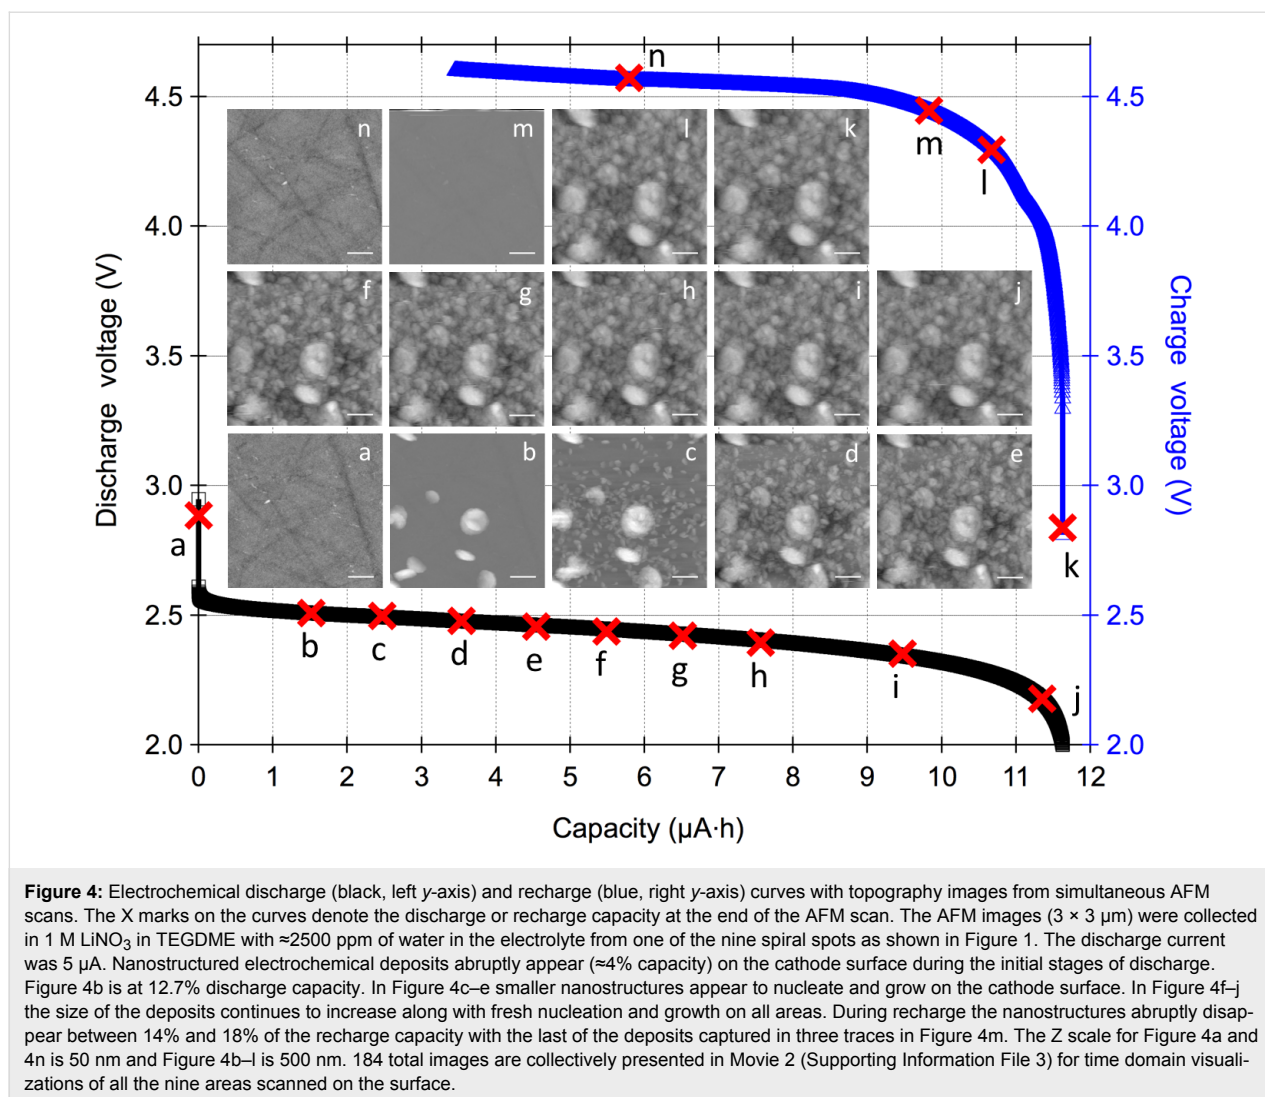 n
4.5
4.5
n
m
l
k
m
l
4.0
4.0
f
g
h
i
j
3.5
3.5
Discharge voltage (V)
Charge voltage (V)
a
b
c
d
e
3.0
3.0
a
k
2.5
2.5
b
c
d
e
f
g
h
i
j
2.0
2.0
0 1 2 3 4 5 6 7 8 9 10 11 12
Capacity (μA·h)
Figure 4: Electrochemical discharge (black, left y-axis) and recharge (blue, right y-axis) curves with topography images from simultaneous AFM
scans. The X marks on the curves denote the discharge or recharge capacity at the end of the AFM scan. The AFM images (3 × 3 μm) were collected
in 1 M LiNO₃ in TEGDME with ≈2500 ppm of water in the electrolyte from one of the nine spiral spots as shown in Figure 1. The discharge current
was 5 μA. Nanostructured electrochemical deposits abruptly appear (≈4% capacity) on the cathode surface during the initial stages of discharge.
Figure 4b is at 12.7% discharge capacity. In Figure 4c–e smaller nanostructures appear to nucleate and grow on the cathode surface. In Figure 4f–j
the size of the deposits continues to increase along with fresh nucleation and growth on all areas. During recharge the nanostructures abruptly disap-
pear between 14% and 18% of the recharge capacity with the last of the deposits captured in three traces in Figure 4m. The Z scale for Figure 4a and
4n is 50 nm and Figure 4b–l is 500 nm. 184 total images are collectively presented in Movie 2 (Supporting Information File 3) for time domain visuali-
zations of all the nine areas scanned on the surface.